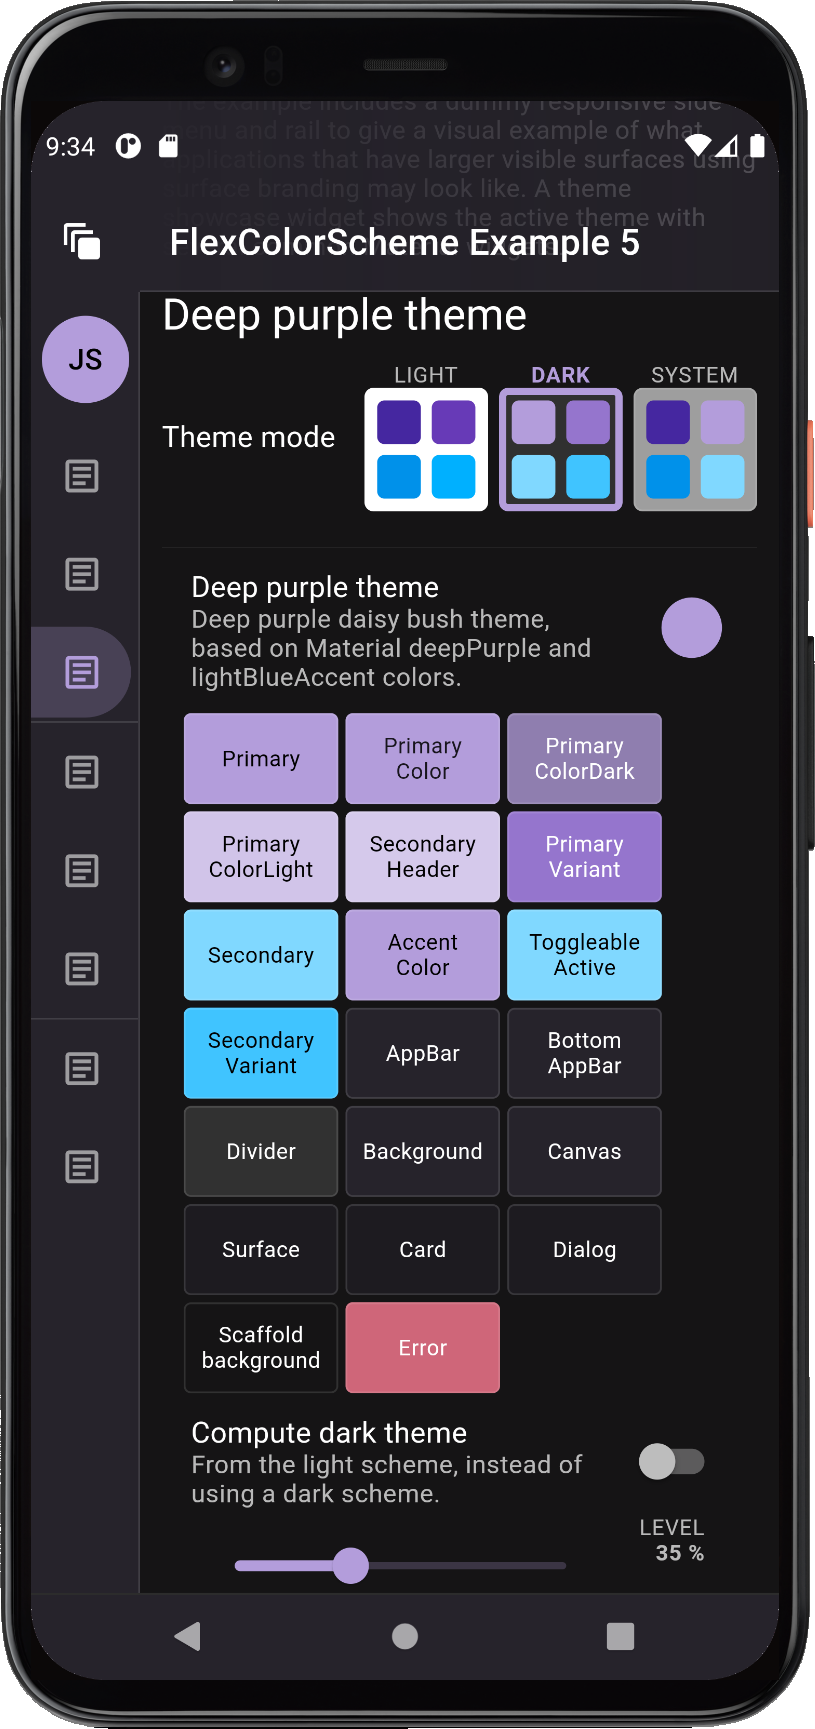 The example includes a dummy responsive side
menu and rail to give a visual example of what
9:34
applications that have larger visible surfaces using
surface branding may look like. A theme
showcase widget shows the active theme with
FlexColorScheme Example 5
Deep purple theme
JS
LIGHT DARK SYSTEM
Theme mode
Deep purple theme
Deep purple daisy bush theme,
based on Material deepPurple and
lightBlueAccent colors.
Primary
Primary
Color
Primary
ColorDark
Primary
ColorLight
Secondary
Header
Primary
Variant
Secondary
Accent
Color
Toggleable
Active
Secondary
Variant
AppBar
Bottom
AppBar
Divider
Background
Canvas
Surface
Card
Dialog
Scaffold
background
Error
Compute dark theme
From the light scheme, instead of
using a dark scheme.
LEVEL
35 %